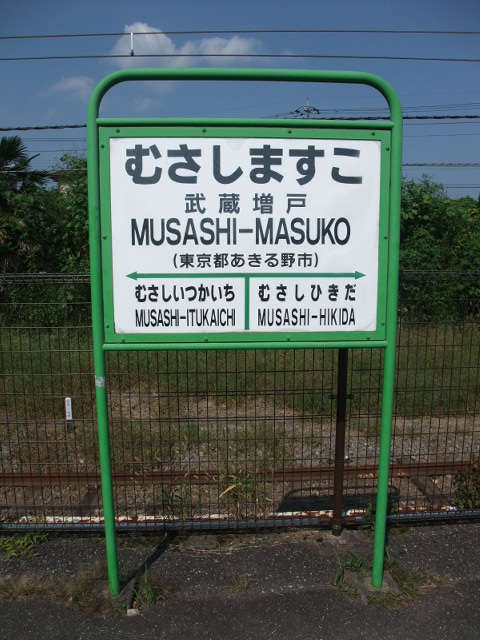 むさしますこ
武蔵増戸
MUSASHI-MASUKO
(東京都あきる野市)
むさしいつかいち むさしひきだ
MUSASHI-ITUKAICHI MUSASHI-HIKIDA